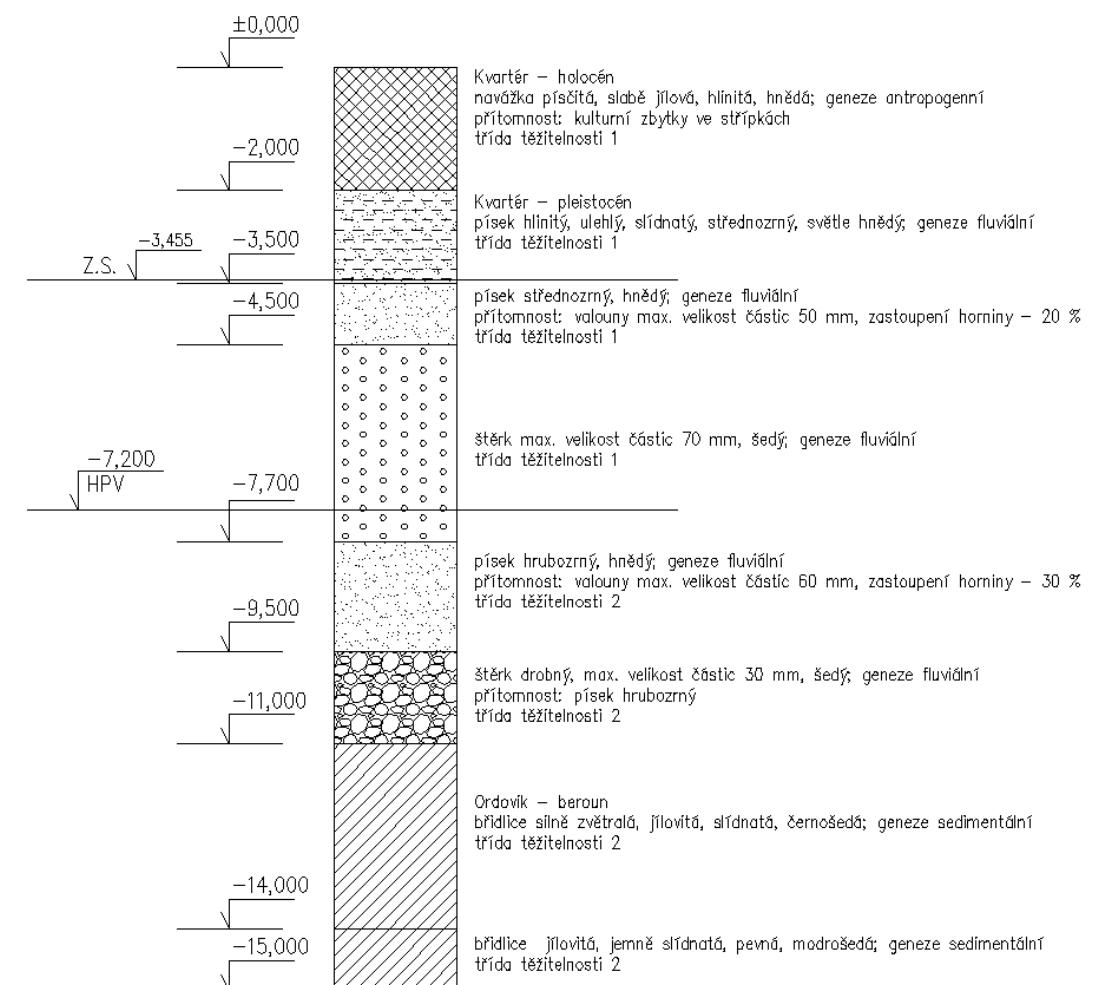 ±0,000
Kvartér – holocén
navážka písčitá, slabě jílová, hlinitá, hnědá; geneze antropogenní
přítomnost: kulturní zbytky ve střípkách
třída těžitelnosti 1
-2,000
Kvartér – pleistocén
písek hlinitý, ulehlý, slídnatý, střednozrný, světle hnědý; geneze fluviální
třída těžitelnosti 1
-3,455
Z.S.
-3,500
písek střednozrný, hnědý; geneze fluviální
přítomnost: valouny max. velikost částic 50 mm, zastoupení horniny – 20 %
třída těžitelnosti 1
-4,500
štěrk max. velikost částic 70 mm, šedý; geneze fluviální
třída těžitelnosti 1
-7,200
HPV
-7,700
písek hrubozrný, hnědý; geneze fluviální
přítomnost: valouny max. velikost částic 60 mm, zastoupení horniny – 30 %
třída těžitelnosti 2
-9,500
štěrk drobný, max. velikost částic 30 mm, šedý; geneze fluviální
přítomnost: písek hrubozrný
třída těžitelnosti 2
-11,000
Ordovik – beroun
břidlice silně zvětralá, jílovitá, slídnatá, černošedá; geneze sedimentální
třída těžitelnosti 2
-14,000
břidlice jílovitá, jemně slídnatá, pevná, modrošedá; geneze sedimentální
třída těžitelnosti 2
-15,000